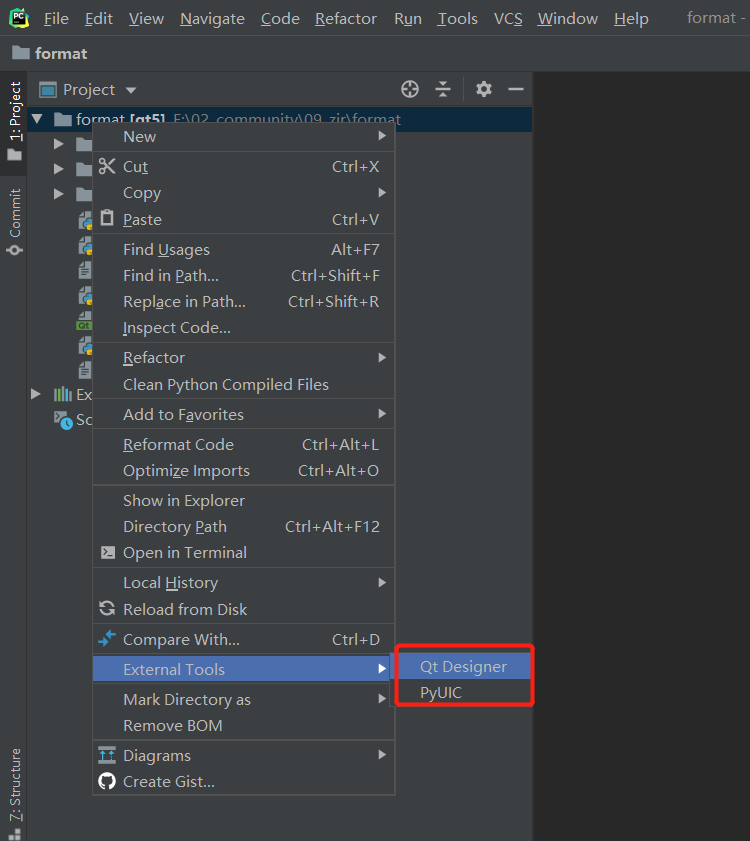 PC
File Edit View Navigate Code Refactor Run Tools VCS Window Help format -
format
1: Project
Project
format [qt5] F:\02_community\09_zjr\format
New
Cut Ctrl+X
Copy
Paste Ctrl+V
Find Usages Alt+F7
Find in Path... Ctrl+Shift+F
Replace in Path... Ctrl+Shift+R
Inspect Code...
Refactor
Clean Python Compiled Files
Add to Favorites
Reformat Code Ctrl+Alt+L
Optimize Imports Ctrl+Alt+O
Show in Explorer
Directory Path Ctrl+Alt+F12
Open in Terminal
Local History
Reload from Disk
Compare With... Ctrl+D
External Tools
Mark Directory as
Remove BOM
Diagrams
Create Gist...
Qt Designer
PyUIC
Qt
Ex
Sc
Commit
7: Structure